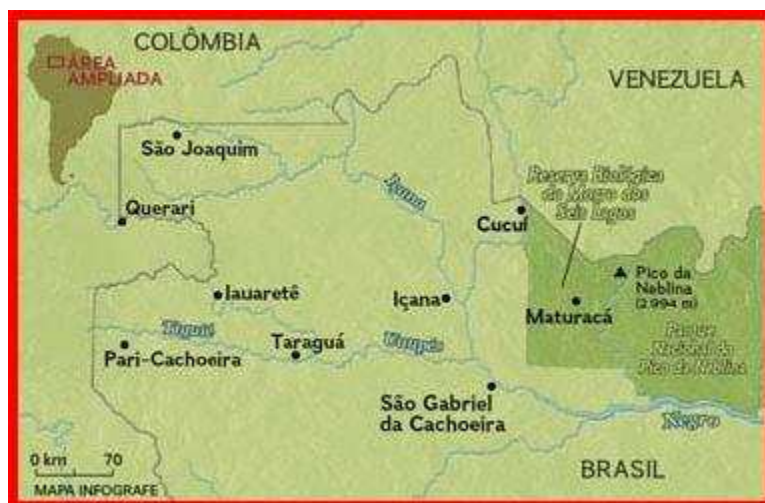 COLÔMBIA
ÁREA
AMPLIADA
VENEZUELA
São Joaquim
Reserva Biológica
do Morro dos
Seis Lagos
Içana
Querari
Cucuí
Pico da
Neblina
(2 994 m)
Iauaretê
Içana
Maturacá
Tiquié
Taraguá
Uaupés
Pari-Cachoeira
Parque
Nacional do
Pico da Neblina
São Gabriel
da Cachoeira
Negro
0 km 70
BRASIL
MAPA INFOGRAFE